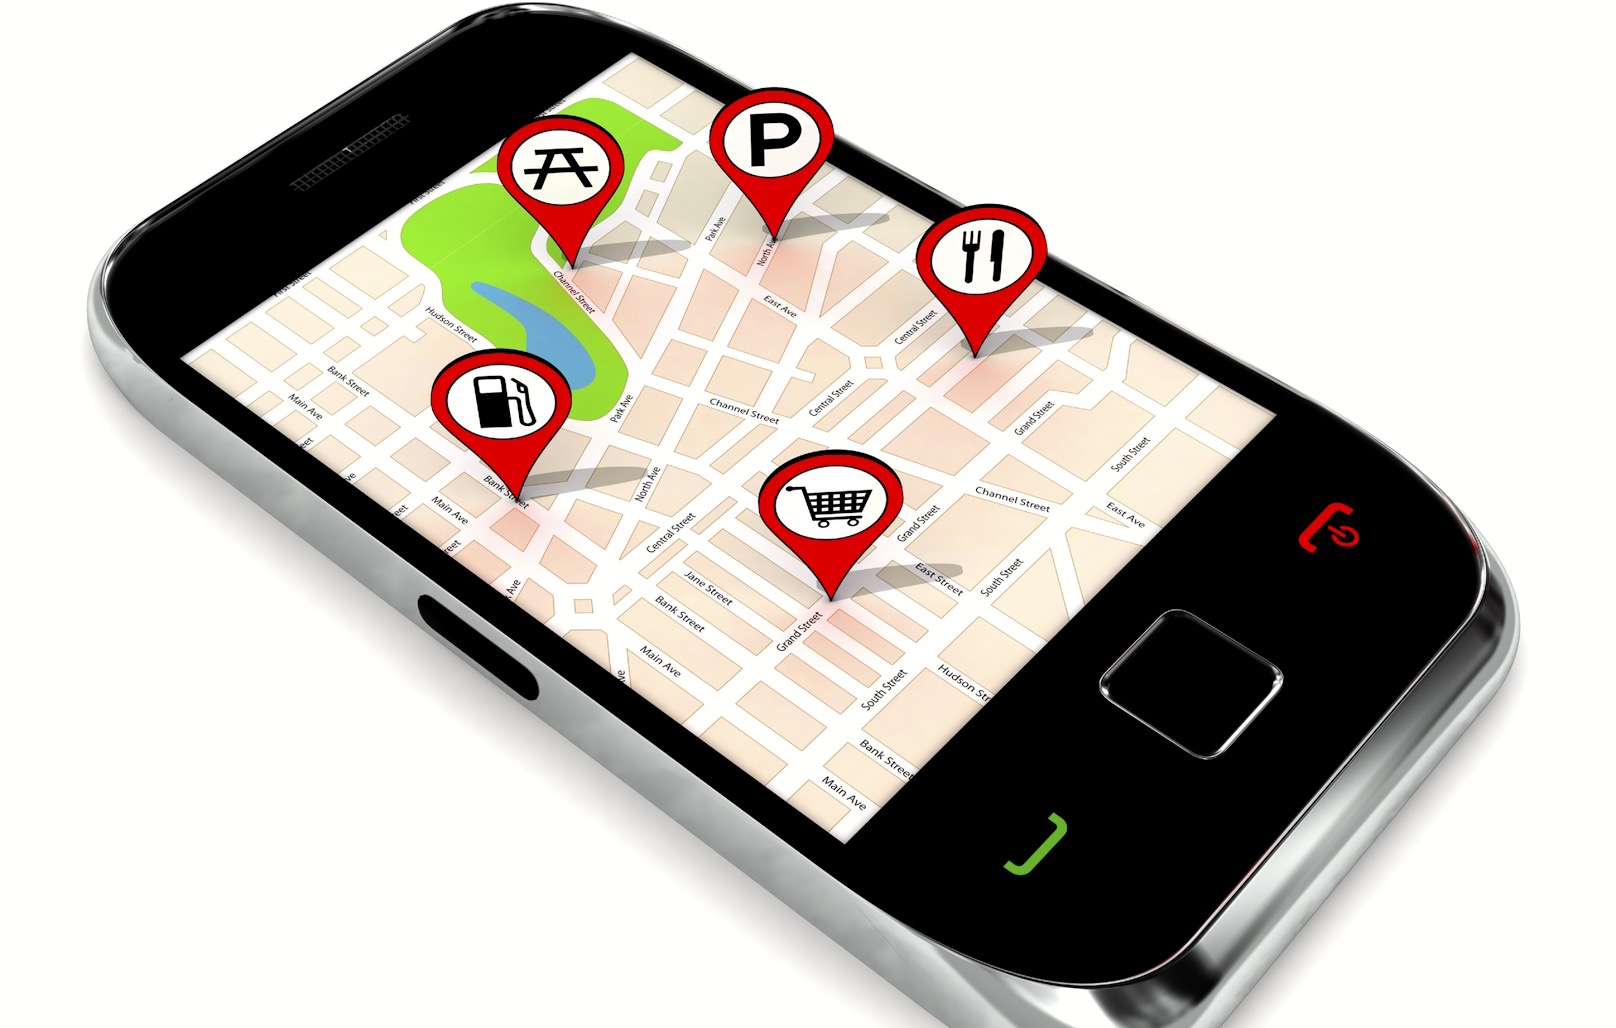 P
Park Ave
North Av
First Street
Channel Street
East Ave
Hudson Street
Central Street
Bank Street
Main Ave
Park Ave
Channel Street
Central Street
Grand Street
South Street
Bank Street
North Ave
Main Ave
Channel Street
East Ave
Central Street
Grand Street
Jane Street
East Street
South Street
Bank Street
Grand Street
Main Ave
South Street
Hudson Str
Bank Street
Main Ave